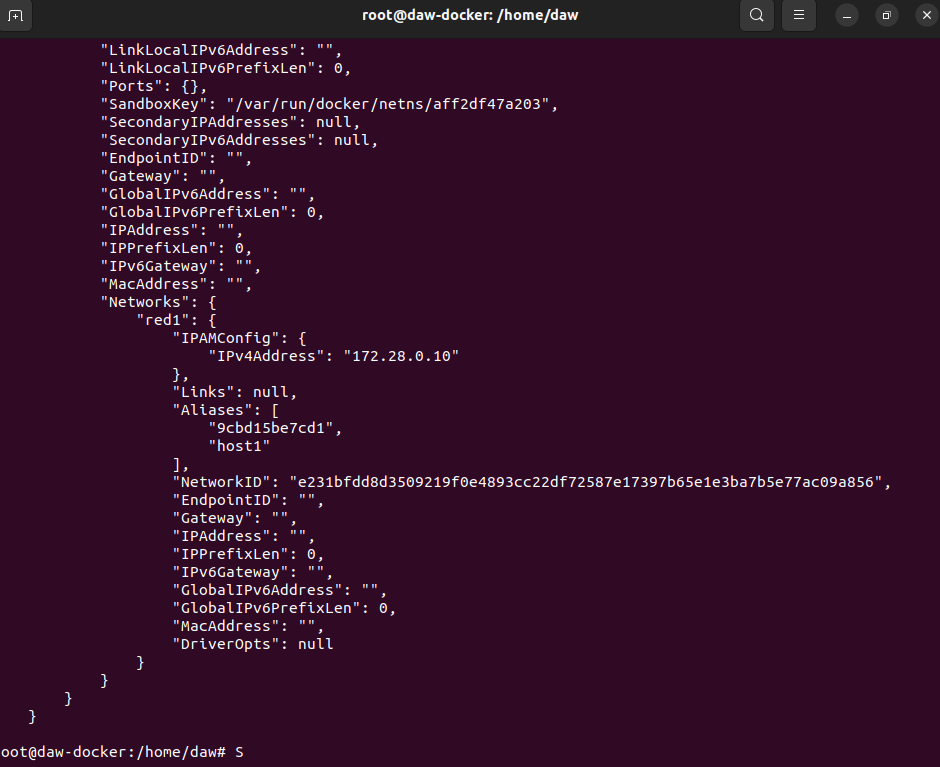 root@daw-docker: /home/daw
            "LinkLocalIPv6Address": "",
            "LinkLocalIPv6PrefixLen": 0,
            "Ports": {},
            "SandboxKey": "/var/run/docker/netns/aff2df47a203",
            "SecondaryIPAddresses": null,
            "SecondaryIPv6Addresses": null,
            "EndpointID": "",
            "Gateway": "",
            "GlobalIPv6Address": "",
            "GlobalIPv6PrefixLen": 0,
            "IPAddress": "",
            "IPPrefixLen": 0,
            "IPv6Gateway": "",
            "MacAddress": "",
            "Networks": {
                "red1": {
                    "IPAMConfig": {
                        "IPv4Address": "172.28.0.10"
                    },
                    "Links": null,
                    "Aliases": [
                        "9cbd15be7cd1",
                        "host1"
                    ],
                    "NetworkID": "e231bfdd8d3509219f0e4893cc22df72587e17397b65e1e3ba7b5e77ac09a856",
                    "EndpointID": "",
                    "Gateway": "",
                    "IPAddress": "",
                    "IPPrefixLen": 0,
                    "IPv6Gateway": "",
                    "GlobalIPv6Address": "",
                    "GlobalIPv6PrefixLen": 0,
                    "MacAddress": "",
                    "DriverOpts": null
                }
            }
        }
    }
oot@daw-docker:/home/daw# S